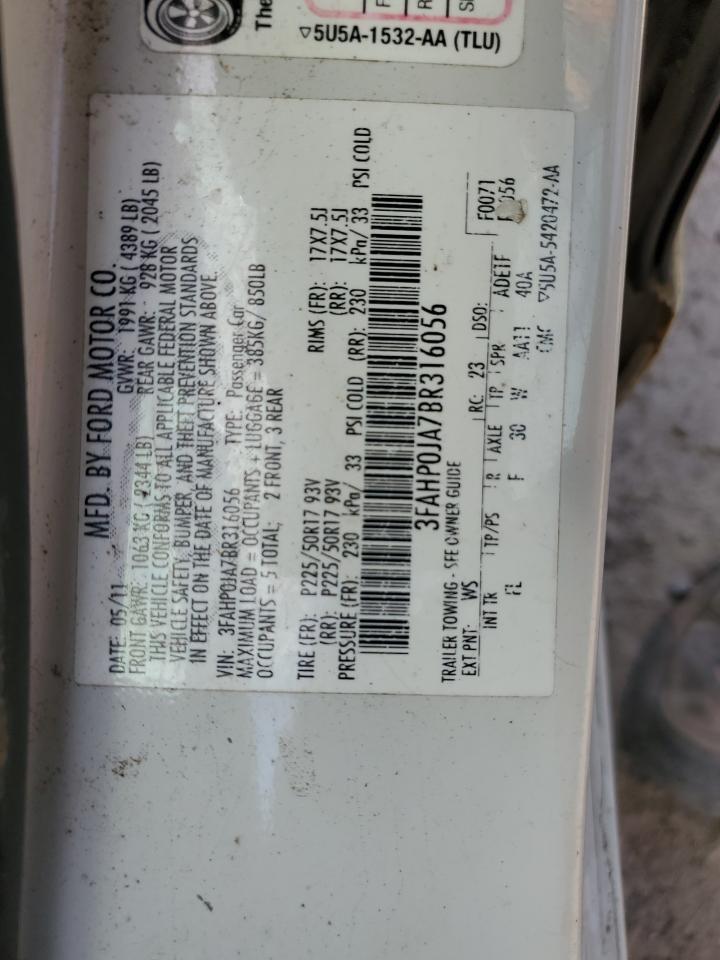 The
F
R
S
▽5U5A-1532-AA (TLU)
MFD. BY FORD MOTOR CO.
DATE: 05/11 GVWR: 1991 KG ( 4389 LB)
FRONT GAWR: 1063 KG ( 2344 LB) REAR GAWR: 928 KG ( 2045 LB)
THIS VEHICLE CONFORMS TO ALL APPLICABLE FEDERAL MOTOR
VEHICLE SAFETY, BUMPER, AND THEFT PREVENTION STANDARDS
IN EFFECT ON THE DATE OF MANUFACTURE SHOWN ABOVE.
VIN: 3FAHP0JA7BR316056 TYPE: Passenger Car
MAXIMUM LOAD = OCCUPANTS + LUGGAGE = 385KG/ 850LB
OCCUPANTS = 5 TOTAL, 2 FRONT, 3 REAR
TIRE (FR): P225/50R17 93V RIMS (FR): 17X7.5J
(RR): P225/50R17 93V (RR): 17X7.5J
PRESSURE (FR): 230 kPa/ 33 PSI COLD (RR): 230 kPa/ 33 PSI COLD
3FAHP0JA7BR316056
TRAILER TOWING - SEE OWNER GUIDE F0071
EXT PNT: WS RC: 23 DSO: 056
INT TR TP/PS R AXLE TR SPR ADE1F
FL F 30 W AA11 40A
▽5U5A-5420472-AA